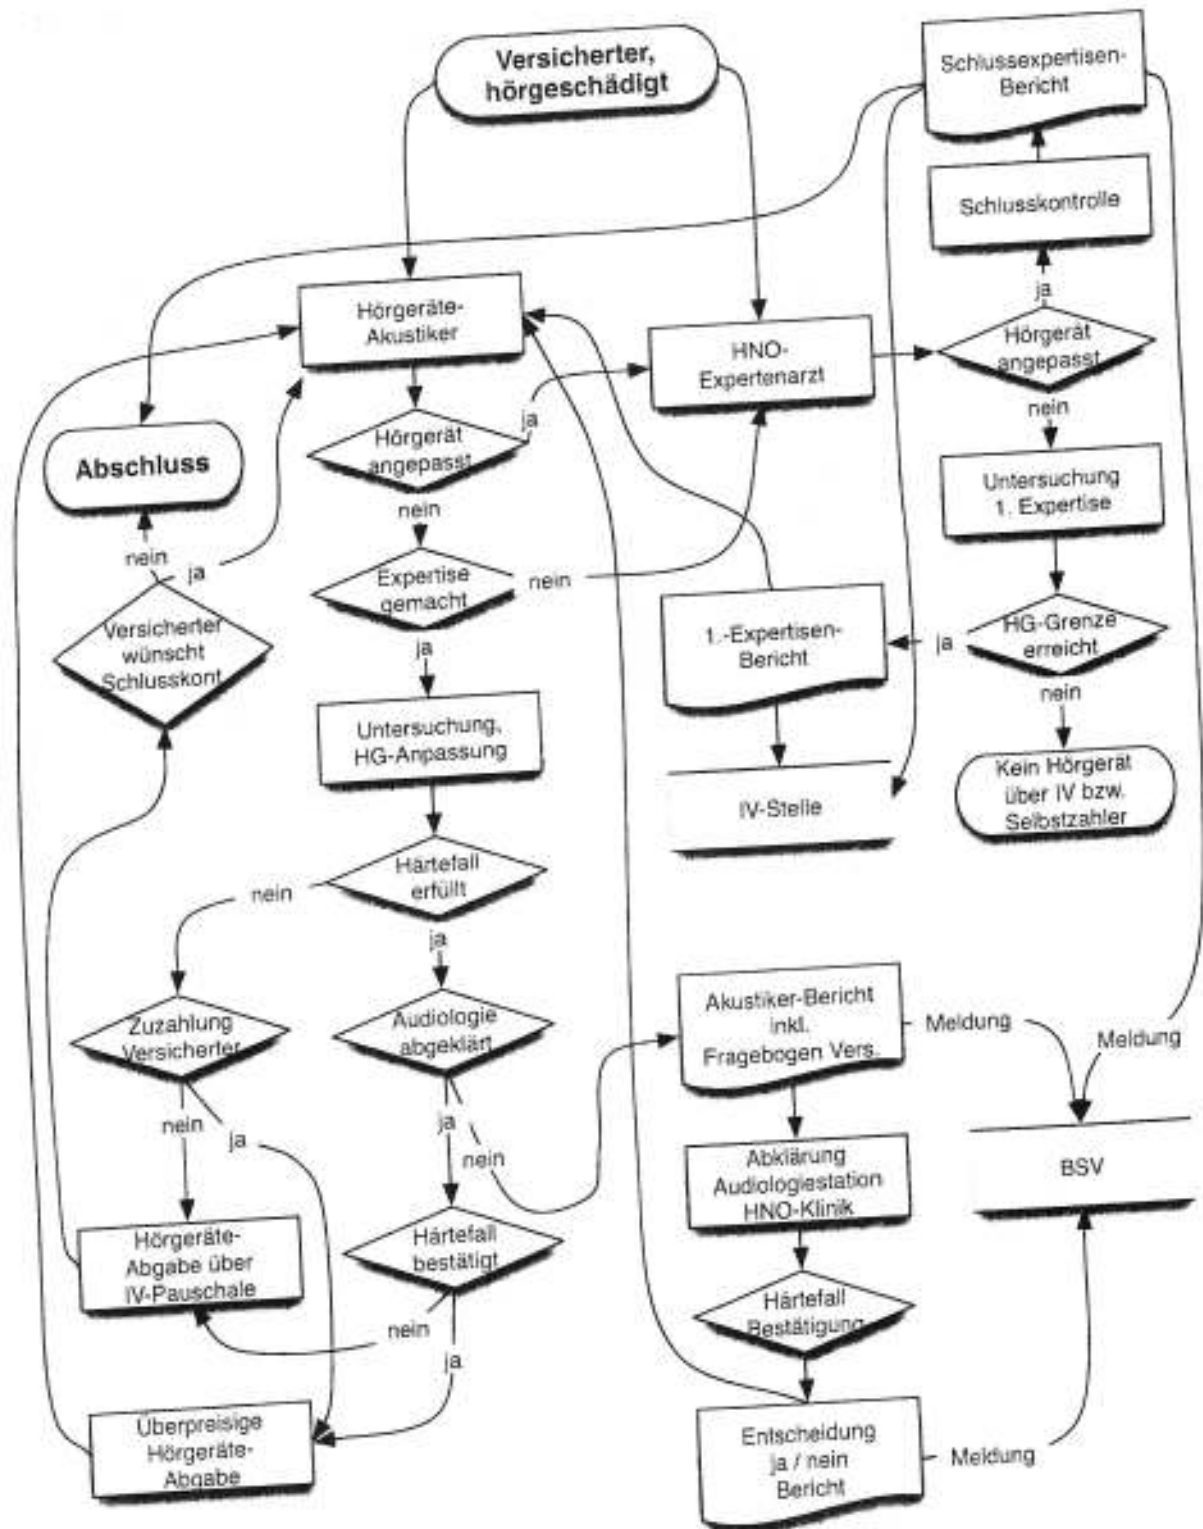 Versicherter,
hörgeschädigt
Schlussexpertisen-
Bericht
Schlusskontrolle
ja
Hörgeräte-
Akustiker
HNO-
Expertenarzt
Hörgerät
angepasst
nein
Abschluss
Hörgerät
angepasst
ja
nein
Untersuchung
1. Expertise
nein
ja
Expertise
gemacht
nein
ja
Versicherter
wünscht
Schlusskont
1.-Expertisen-
Bericht
ja
HG-Grenze
erreicht
nein
Untersuchung,
HG-Anpassung
IV-Stelle
Kein Hörgerät
über IV bzw.
Selbstzahler
Härtefall
erfüllt
nein
ja
Zuzahlung
Versicherter
Audiologie
abgeklärt
Akustiker-Bericht
inkl.
Fragebogen Vers.
Meldung
Meldung
nein
ja
ja
nein
Abklärung
Audiologiestation
HNO-Klinik
BSV
Hörgeräte-
Abgabe über
IV-Pauschale
Härtefall
bestätigt
nein
ja
Härtefall
Bestätigung
Überpreisige
Hörgeräte-
Abgabe
Entscheidung
ja / nein
Bericht
Meldung